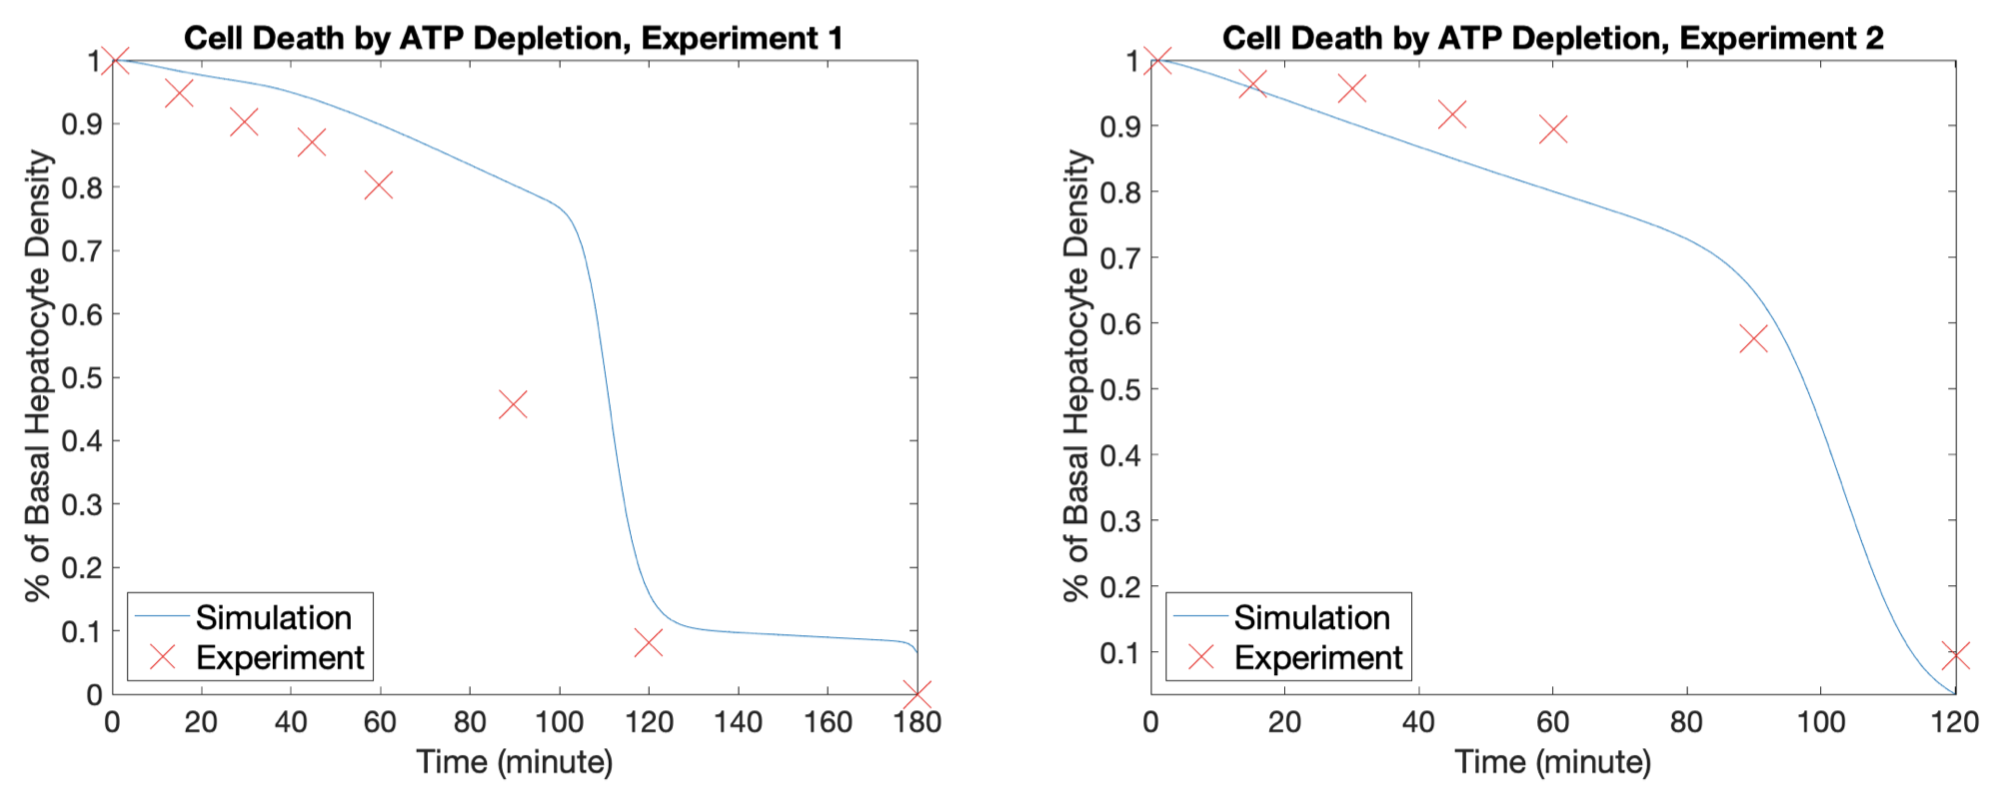 Cell Death by ATP Depletion, Experiment 1
% of Basal Hepatocyte Density
1
0.9
0.8
0.7
0.6
0.5
0.4
0.3
0.2
0.1
0
Simulation
Experiment
0 20 40 60 80 100 120 140 160 180
Time (minute)
Cell Death by ATP Depletion, Experiment 2
% of Basal Hepatocyte Density
1
0.9
0.8
0.7
0.6
0.5
0.4
0.3
0.2
0.1
Simulation
Experiment
0 20 40 60 80 100 120
Time (minute)